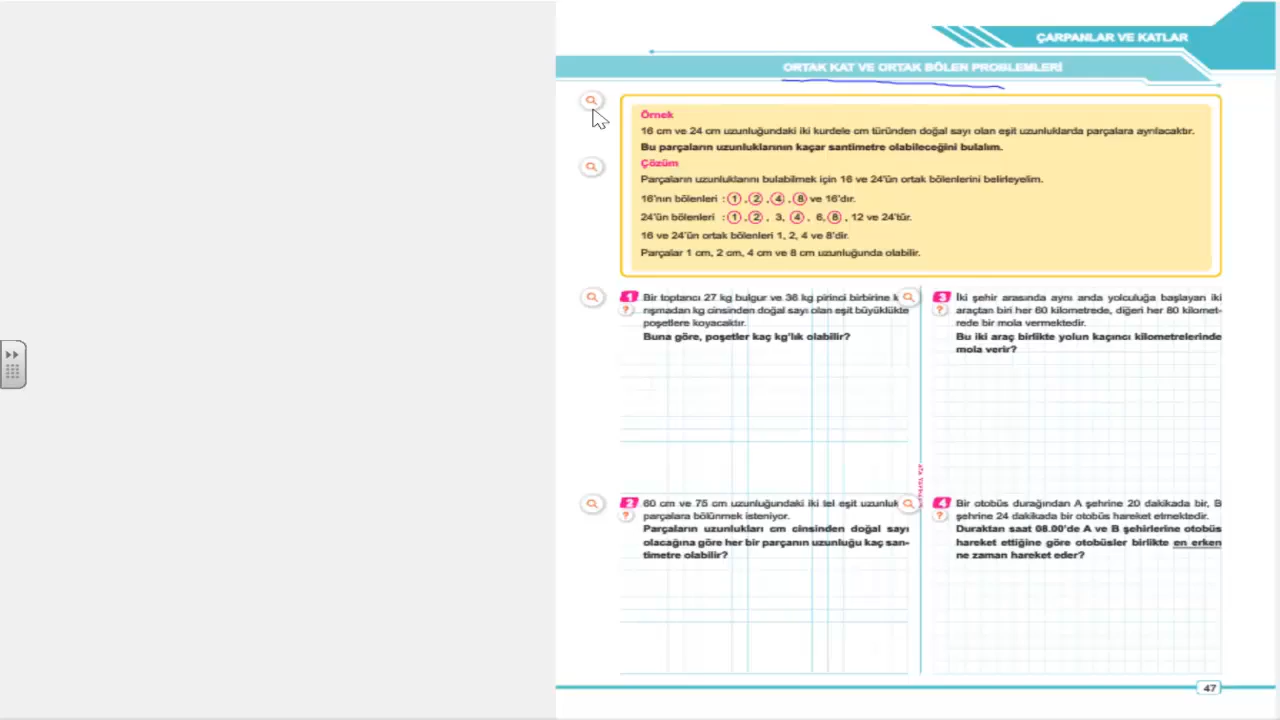 ÇARPANLAR VE KATLAR
ORTAK KAT VE ORTAK BÖLEN PROBLEMLERİ
Örnek
16 cm ve 24 cm uzunluğundaki iki kurdele cm türünden doğal sayı olan eşit uzunluklarda parçalara ayrılacaktır.
Bu parçaların uzunluklarının kaçar santimetre olabileceğini bulalım.
Çözüm
Parçaların uzunluklarını bulabilmek için 16 ve 24'ün ortak bölenlerini belirleyelim.
16'nın bölenleri : 1 , 2 , 4 , 8 ve 16'dır.
24'ün bölenleri : 1 , 2 , 3, 4 , 6, 8 , 12 ve 24'tür.
16 ve 24'ün ortak bölenleri 1, 2, 4 ve 8'dir.
Parçalar 1 cm, 2 cm, 4 cm ve 8 cm uzunluğunda olabilir.
1 Bir toptancı 27 kg bulgur ve 36 kg pirinci birbirine
?
rışmadan kg cinsinden doğal sayı olan eşit büyüklükte
poşetlere koyacaktır.
Buna göre, poşetler kaç kg'lık olabilir?
2 60 cm ve 75 cm uzunluğundaki iki tel eşit uzunluk
?
parçalara bölünmek isteniyor.
Parçaların uzunlukları cm cinsinden doğal sayı
olacağına göre her bir parçanın uzunluğu kaç san-
timetre olabilir?
3 İki şehir arasında aynı anda yolculuğa başlayan iki
?
araçtan biri her 60 kilometrede, diğeri her 80 kilomet-
rede bir mola vermektedir.
Bu iki araç birlikte yolun kaçıncı kilometrelerinde
mola verir?
4 Bir otobüs durağından A şehrine 20 dakikada bir, B
?
şehrine 24 dakikada bir otobüs hareket etmektedir.
Duraktan saat 08.00'de A ve B şehirlerine otobüs
hareket ettiğine göre otobüsler birlikte en erken
ne zaman hareket eder?
47